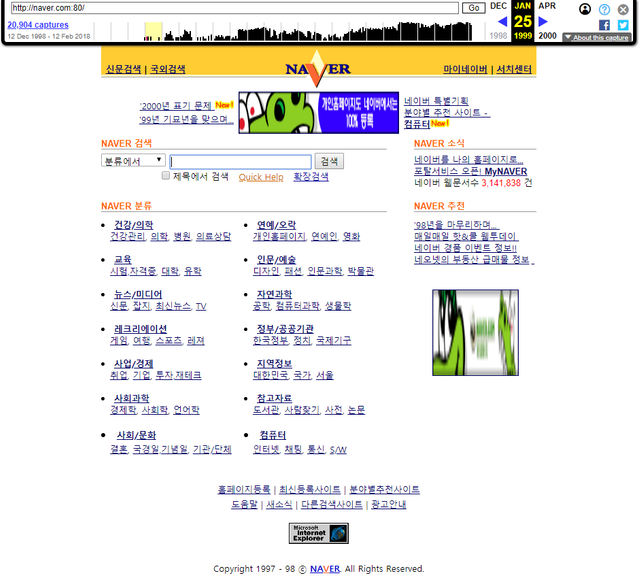 http://naver.com:80/ Go DEC JAN APR
20,904 captures 25
12 Dec 1998 - 12 Feb 2018 1998 1999 2000 About this capture
신문검색 | 국외검색 NAVER 마이네이버 | 서치센터
'2000년 표기 문제 New!
'99년 기묘년을 맞으며...
개인홈페이지도 네이버에서는
100% 등록
네이버 특별기획
분야별 추천 사이트 -
컴퓨터 New!
NAVER 검색
분류에서 검색
제목에서 검색 Quick Help 확장검색
NAVER 소식
네이버를 나의 홈페이지로...
포탈서비스 오픈! MyNAVER
네이버 웹문서수 3,141,838 건
NAVER 분류
건강/의학
건강관리, 의학, 병원, 의료상담
연예/오락
개인홈페이지, 연예인, 영화
교육
시험,자격증, 대학, 유학
인문/예술
디자인, 패션, 인문과학, 박물관
뉴스/미디어
신문, 잡지, 최신뉴스, TV
자연과학
공학, 컴퓨터과학, 생물학
레크리에이션
게임, 여행, 스포츠, 레져
정부/공공기관
한국정부, 정치, 국제기구
사업/경제
취업, 기업, 투자,재테크
지역정보
대한민국, 국가, 서울
사회과학
경제학, 사회학, 언어학
참고자료
도서관, 사람찾기, 사전, 논문
사회/문화
결혼, 국경일,기념일, 기관/단체
컴퓨터
인터넷, 채팅, 통신, S/W
NAVER 추천
'98년을 마무리하며...
매일매일 핫&쿨 웹투데이
네이버 경품 이벤트 정보!!
네오넷의 부동산 급매물 정보
홈페이지등록 | 최신등록사이트 | 분야별추천사이트
도움말 | 새소식 | 다른검색사이트 | 광고안내
Microsoft
Internet
Explorer
Copyright 1997 - 98 ⓒ NAVER. All Rights Reserved.